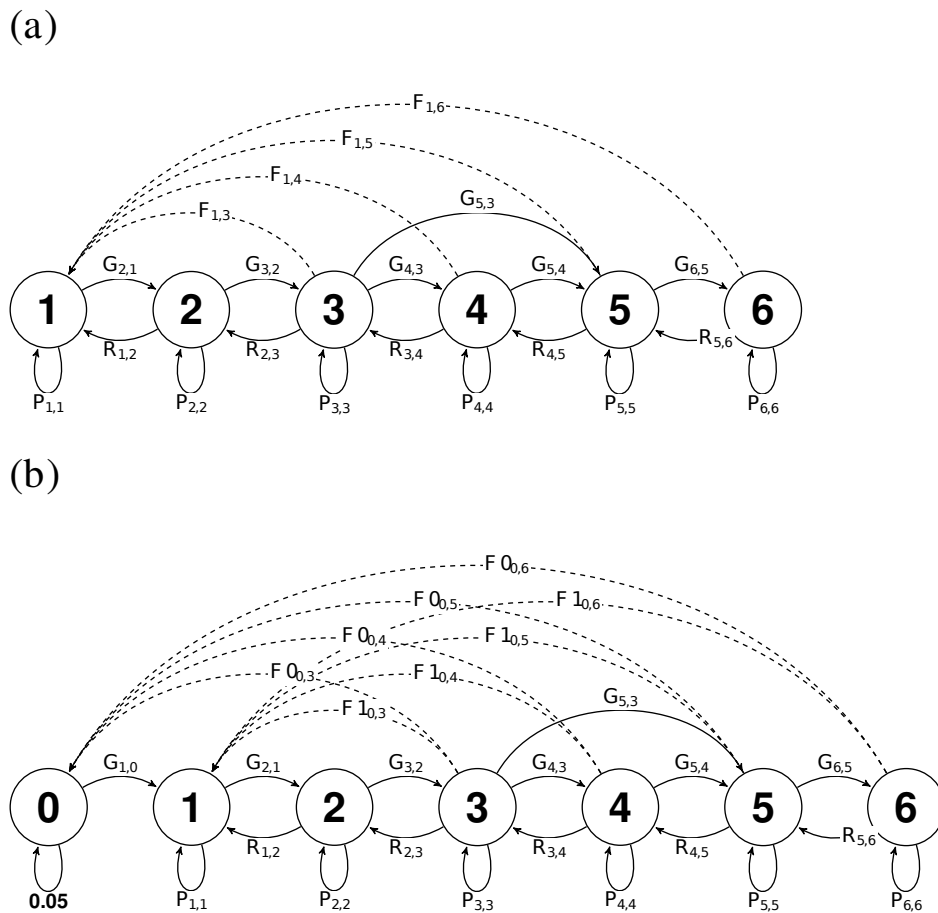 (a)
F1,6
F1,5
F1,4
F1,3
G5,3
G2,1 G3,2 G4,3 G5,4 G6,5
1 2 3 4 5 6
R1,2 R2,3 R3,4 R4,5 R5,6
P1,1 P2,2 P3,3 P4,4 P5,5 P6,6
(b)
F 00,6
F 00,5 F 10,6
F 00,4 F 10,5
F 00,3 F 10,4
G5,3
F 10,3
G1,0 G2,1 G3,2 G4,3 G5,4 G6,5
0 1 2 3 4 5 6
R1,2 R2,3 R3,4 R4,5 R5,6
0.05 P1,1 P2,2 P3,3 P4,4 P5,5 P6,6